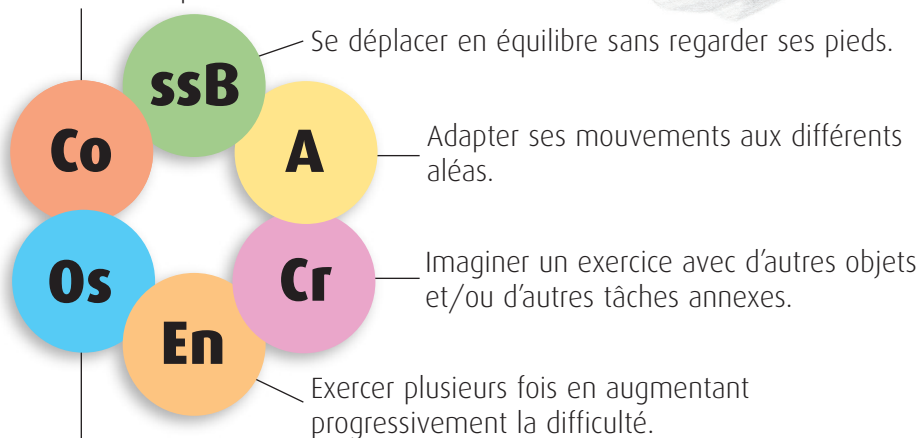 ssB
Se déplacer en équilibre sans regarder ses pieds.
Co
A
Adapter ses mouvements aux différents
aléas.
Os
Cr
Imaginer un exercice avec d'autres objets
et/ou d'autres tâches annexes.
En
Exercer plusieurs fois en augmentant
progressivement la difficulté.